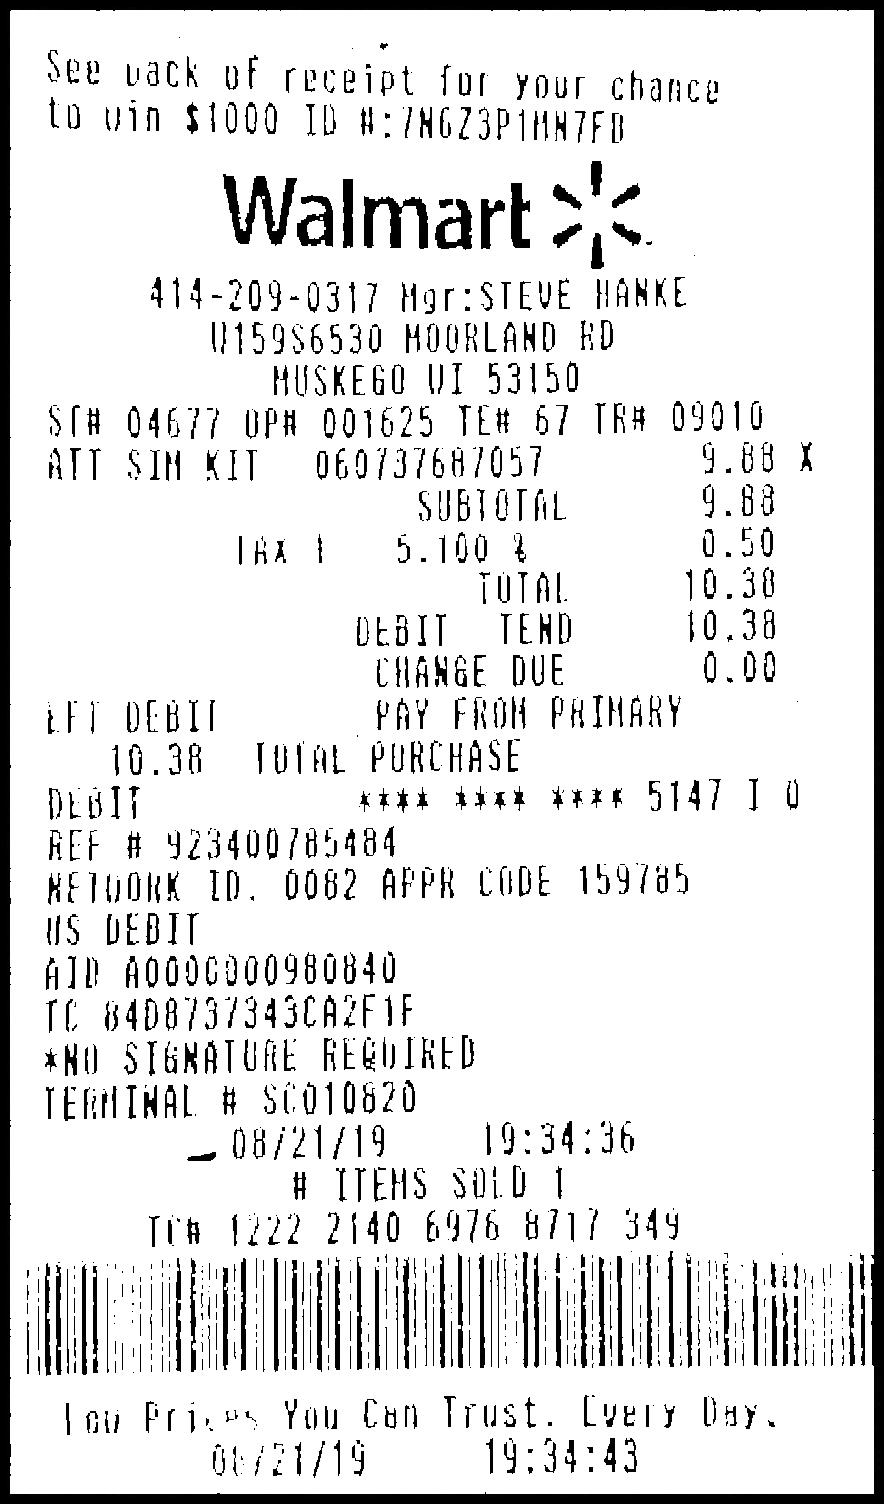 See back of receipt for your chance
to win $1000 ID #:7N6Z3P1MN7FD
Walmart
414-209-0317 Mgr:STEVE HANKE
W159S6530 MOORLAND RD
MUSKEGO WI 53150
ST# 04677 OP# 001625 TE# 67 TR# 09010
ATT SIM KIT 060737687057 9.88 X
SUBTOTAL 9.88
TAX 1 5.100 % 0.50
TOTAL 10.38
DEBIT TEND 10.38
CHANGE DUE 0.00
EFT DEBIT PAY FROM PRIMARY
10.38 TOTAL PURCHASE
DEBIT **** **** **** 5147 I 0
REF # 923400785484
NETWORK ID. 0082 APPR CODE 159785
US DEBIT
AID A0000000980840
TC 84D8737343CA2F1F
*NO SIGNATURE REQUIRED
TERMINAL # SC010820
08/21/19 19:34:36
# ITEMS SOLD 1
TC# 1222 2140 6976 8717 349
Low Prices You Can Trust. Every Day.
08/21/19 19:34:43